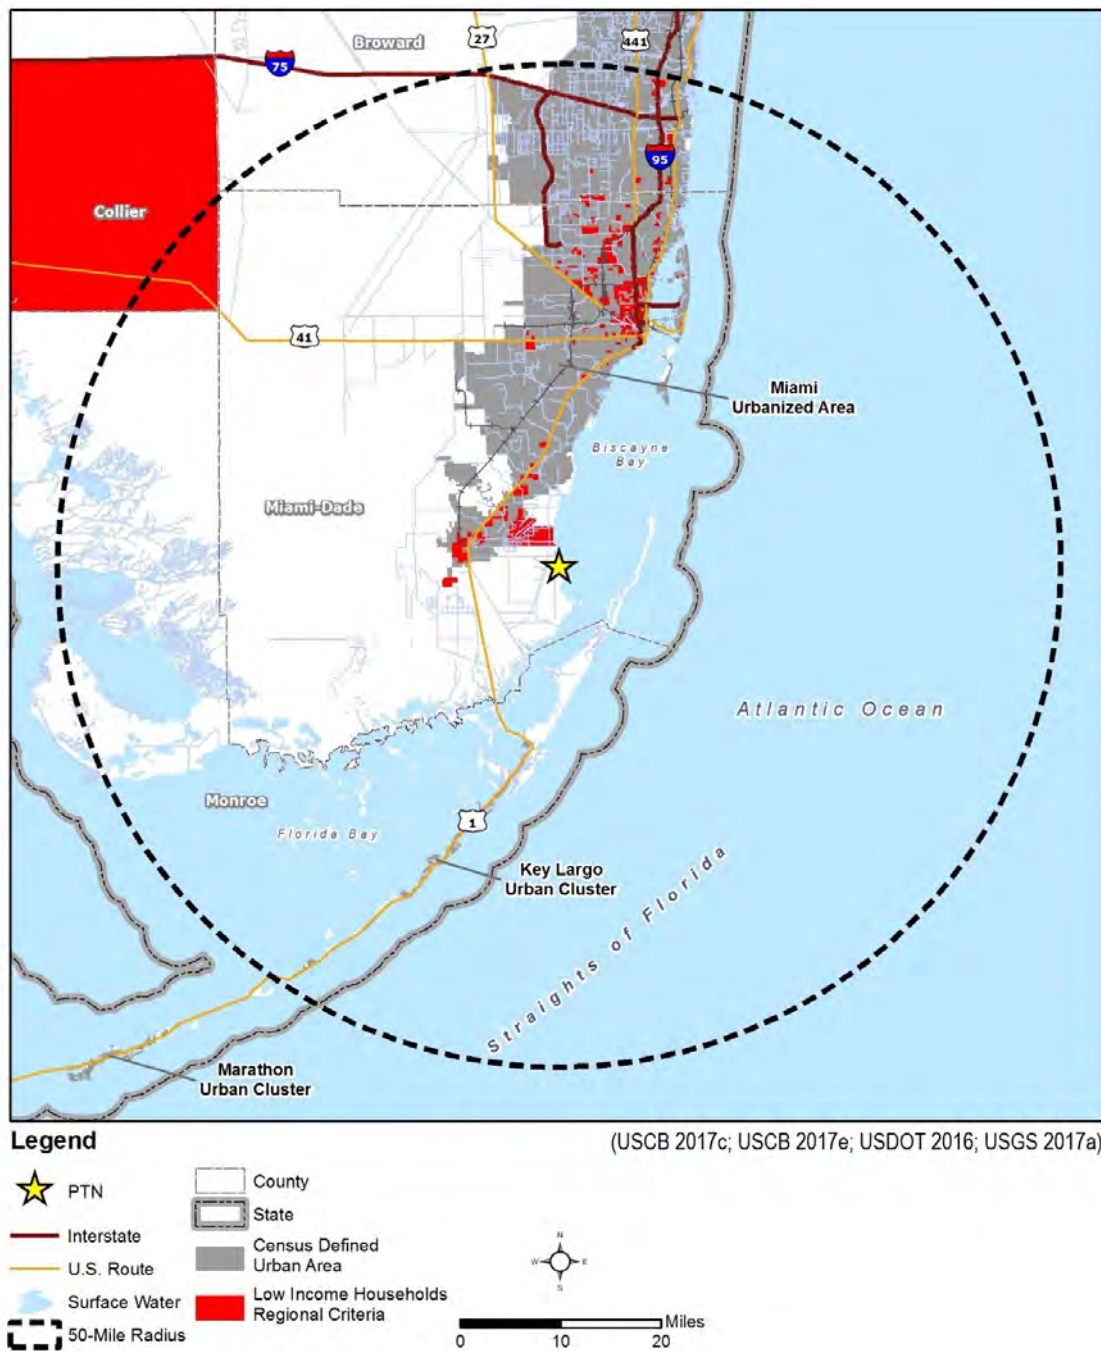 Broward
27
441
75
95
Collier
41
Miami
Urbanized Area
Biscayne
Bay
Miami-Dade
Atlantic Ocean
Monroe
1
Florida Bay
Key Largo
Urban Cluster
Straights of Florida
Marathon
Urban Cluster
Legend
(USCB 2017c; USCB 2017e; USDOT 2016; USGS 2017a)
PTN
Interstate
U.S. Route
Surface Water
50-Mile Radius
County
State
Census Defined
Urban Area
Low Income Households
Regional Criteria
N
W
E
S
Miles
0
10
20